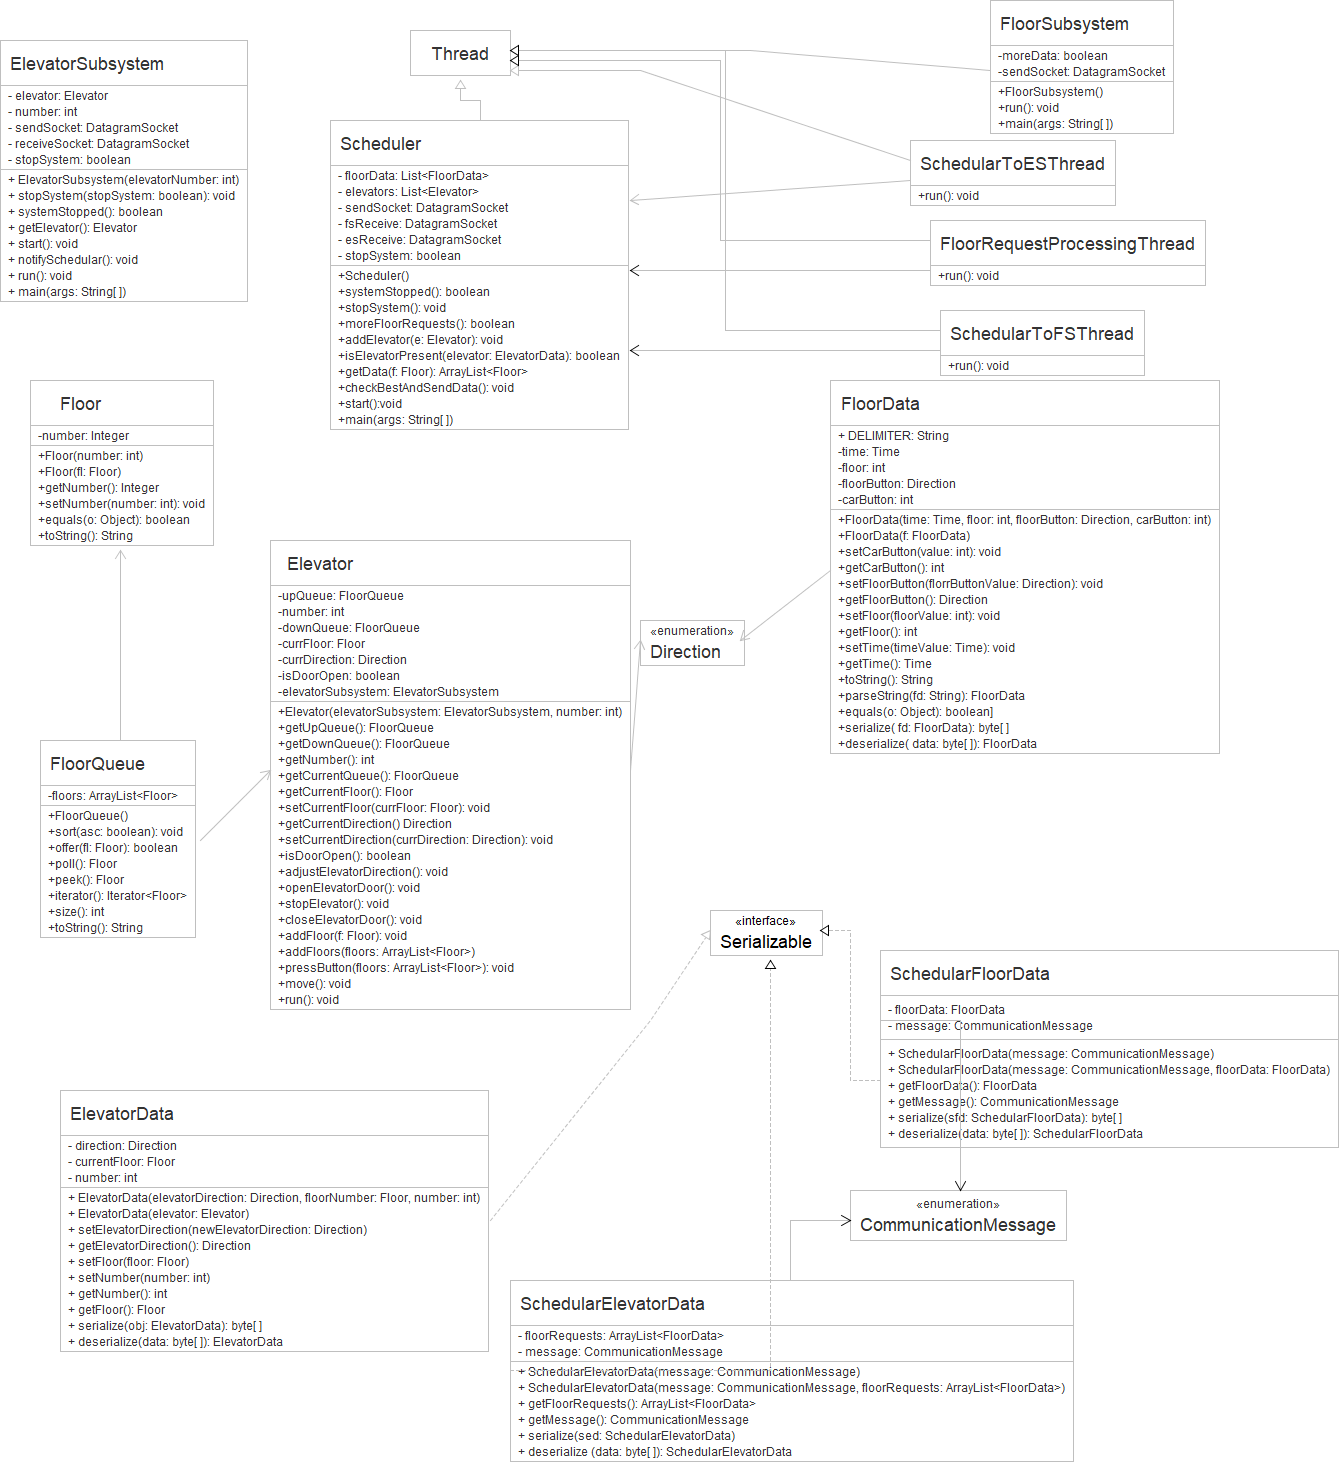 ElevatorSubsystem
- elevator: Elevator
- number: int
- sendSocket: DatagramSocket
- receiveSocket: DatagramSocket
- stopSystem: boolean
+ ElevatorSubsystem(elevatorNumber: int)
+ stopSystem(stopSystem: boolean): void
+ systemStopped(): boolean
+ getElevator(): Elevator
+ start(): void
+ notifySchedular(): void
+ run(): void
+ main(args: String[ ])
Thread
FloorSubsystem
-moreData: boolean
-sendSocket: DatagramSocket
+FloorSubsystem()
+run(): void
+main(args: String[ ])
Scheduler
- floorData: List<FloorData>
- elevators: List<Elevator>
- sendSocket: DatagramSocket
- fsReceive: DatagramSocket
- esReceive: DatagramSocket
- stopSystem: boolean
+Scheduler()
+systemStopped(): boolean
+stopSystem(): void
+moreFloorRequests(): boolean
+addElevator(e: Elevator): void
+isElevatorPresent(elevator: ElevatorData): boolean
+getData(f: Floor): ArrayList<Floor>
+checkBestAndSendData(): void
+start():void
+main(args: String[ ])
SchedularToESThread
+run(): void
FloorRequestProcessingThread
+run(): void
SchedularToFSThread
+run(): void
Floor
-number: Integer
+Floor(number: int)
+Floor(fl: Floor)
+getNumber(): Integer
+setNumber(number: int): void
+equals(o: Object): boolean
+toString(): String
FloorData
+ DELIMITER: String
-time: Time
-floor: int
-floorButton: Direction
-carButton: int
+FloorData(time: Time, floor: int, floorButton: Direction, carButton: int)
+FloorData(f: FloorData)
+setCarButton(value: int): void
+getCarButton(): int
+setFloorButton(florrButtonValue: Direction): void
+getFloorButton(): Direction
+setFloor(floorValue: int): void
+getFloor(): int
+setTime(timeValue: Time): void
+getTime(): Time
+toString(): String
+parseString(fd: String): FloorData
+equals(o: Object): boolean]
+serialize( fd: FloorData): byte[ ]
+deserialize( data: byte[ ]): FloorData
Elevator
-upQueue: FloorQueue
-number: int
-downQueue: FloorQueue
-currFloor: Floor
-currDirection: Direction
-isDoorOpen: boolean
-elevatorSubsystem: ElevatorSubsystem
+Elevator(elevatorSubsystem: ElevatorSubsystem, number: int)
+getUpQueue(): FloorQueue
+getDownQueue(): FloorQueue
+getNumber(): int
+getCurrentQueue(): FloorQueue
+getCurrentFloor(): Floor
+setCurrentFloor(currFloor: Floor): void
+getCurrentDirection() Direction
+setCurrentDirection(currDirection: Direction): void
+isDoorOpen(): boolean
+adjustElevatorDirection(): void
+openElevatorDoor(): void
+stopElevator(): void
+closeElevatorDoor(): void
+addFloor(f: Floor): void
+addFloors(floors: ArrayList<Floor>)
+pressButton(floors: ArrayList<Floor>): void
+move(): void
+run(): void
«enumeration»
Direction
FloorQueue
-floors: ArrayList<Floor>
+FloorQueue()
+sort(asc: boolean): void
+offer(fl: Floor): boolean
+poll(): Floor
+peek(): Floor
+iterator(): Iterator<Floor>
+size(): int
+toString(): String
«interface»
Serializable
SchedularFloorData
- floorData: FloorData
- message: CommunicationMessage
+ SchedularFloorData(message: CommunicationMessage)
+ SchedularFloorData(message: CommunicationMessage, floorData: FloorData)
+ getFloorData(): FloorData
+ getMessage(): CommunicationMessage
+ serialize(sfd: SchedularFloorData): byte[ ]
+ deserialize(data: byte[ ]): SchedularFloorData
ElevatorData
- direction: Direction
- currentFloor: Floor
- number: int
+ ElevatorData(elevatorDirection: Direction, floorNumber: Floor, number: int)
+ ElevatorData(elevator: Elevator)
+ setElevatorDirection(newElevatorDirection: Direction)
+ getElevatorDirection(): Direction
+ setFloor(floor: Floor)
+ setNumber(number: int)
+ getNumber(): int
+ getFloor(): Floor
+ serialize(obj: ElevatorData): byte[ ]
+ deserialize(data: byte[ ]): ElevatorData
«enumeration»
CommunicationMessage
SchedularElevatorData
- floorRequests: ArrayList<FloorData>
- message: CommunicationMessage
+ SchedularElevatorData(message: CommunicationMessage)
+ SchedularElevatorData(message: CommunicationMessage, floorRequests: ArrayList<FloorData>)
+ getFloorRequests(): ArrayList<FloorData>
+ getMessage(): CommunicationMessage
+ serialize(sed: SchedularElevatorData)
+ deserialize (data: byte[ ]): SchedularElevatorData